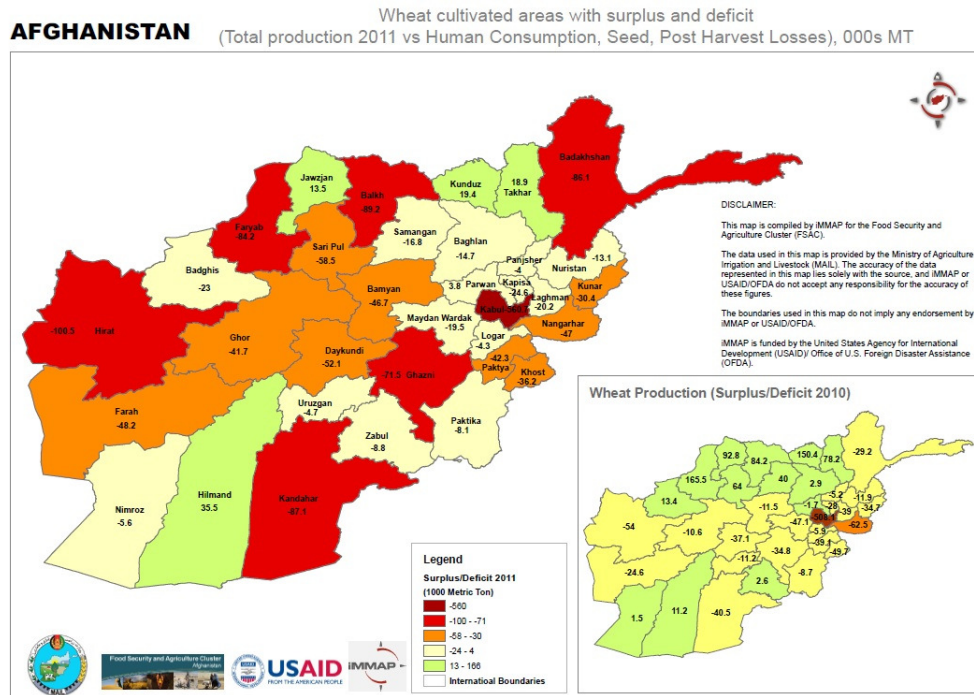 AFGHANISTAN
Wheat cultivated areas with surplus and deficit
(Total production 2011 vs Human Consumption, Seed, Post Harvest Losses), 000s MT
Jawzjan
13.5
Balkh
-89.2
Kunduz
19.4
18.9
Takhar
Badakhshan
-86.1
Faryab
-84.2
Sari Pul
-58.5
Samangan
-16.8
Baghlan
-14.7
Panjsher
-4
Nuristan
-13.1
Badghis
-23
Bamyan
-46.7
3.8 Parwan
Kapisa
-24.6
Laghman
-20.2
Kunar
-30.4
Kabul
Nangarhar
-47
Maydan Wardak
-19.5
Logar
-4.3
-100.5 Hirat
Ghor
-41.7
Daykundi
-52.1
-71.5 Ghazni
-42.3
Paktya
Khost
-36.2
Farah
-48.2
Uruzgan
-4.7
Zabul
-8.8
Paktika
-8.1
Nimroz
-5.6
Hilmand
35.5
Kandahar
-87.1
DISCLAIMER:
This map is compiled by iMMAP for the Food Security and
Agriculture Cluster (FSAC).
The data used in this map is provided by the Ministry of Agriculture
Irrigation and Livestock (MAIL). The accuracy of the data
represented in this map lies solely with the source, and iMMAP or
USAID/OFDA do not accept any responsibility for the accuracy of
these figures.
The boundaries used in this map do not imply any endorsement by
iMMAP or USAID/OFDA.
iMMAP is funded by the United States Agency for International
Development (USAID)/ Office of U.S. Foreign Disaster Assistance
(OFDA).
Wheat Production (Surplus/Deficit 2010)
92.8
84.2
150.4
78.2
-29.2
165.5
64
40
2.9
13.4
-5.2
-11.9
-1.7
-28
-39
-34.7
-54
-10.6
-11.5
-47.1
-508.1
-62.5
-5.9
-37.1
-39.1
-49.7
-11.2
-34.8
-24.6
2.6
-8.7
1.5
11.2
-40.5
Legend
Surplus/Deficit 2011
(1000 Metric Ton)
-560
-100 - -71
-58 - -30
-24 - 4
13 - 166
Internatioal Boundaries
Food Security and Agriculture Cluster
Afghanistan
USAID
FROM THE AMERICAN PEOPLE
iMMAP